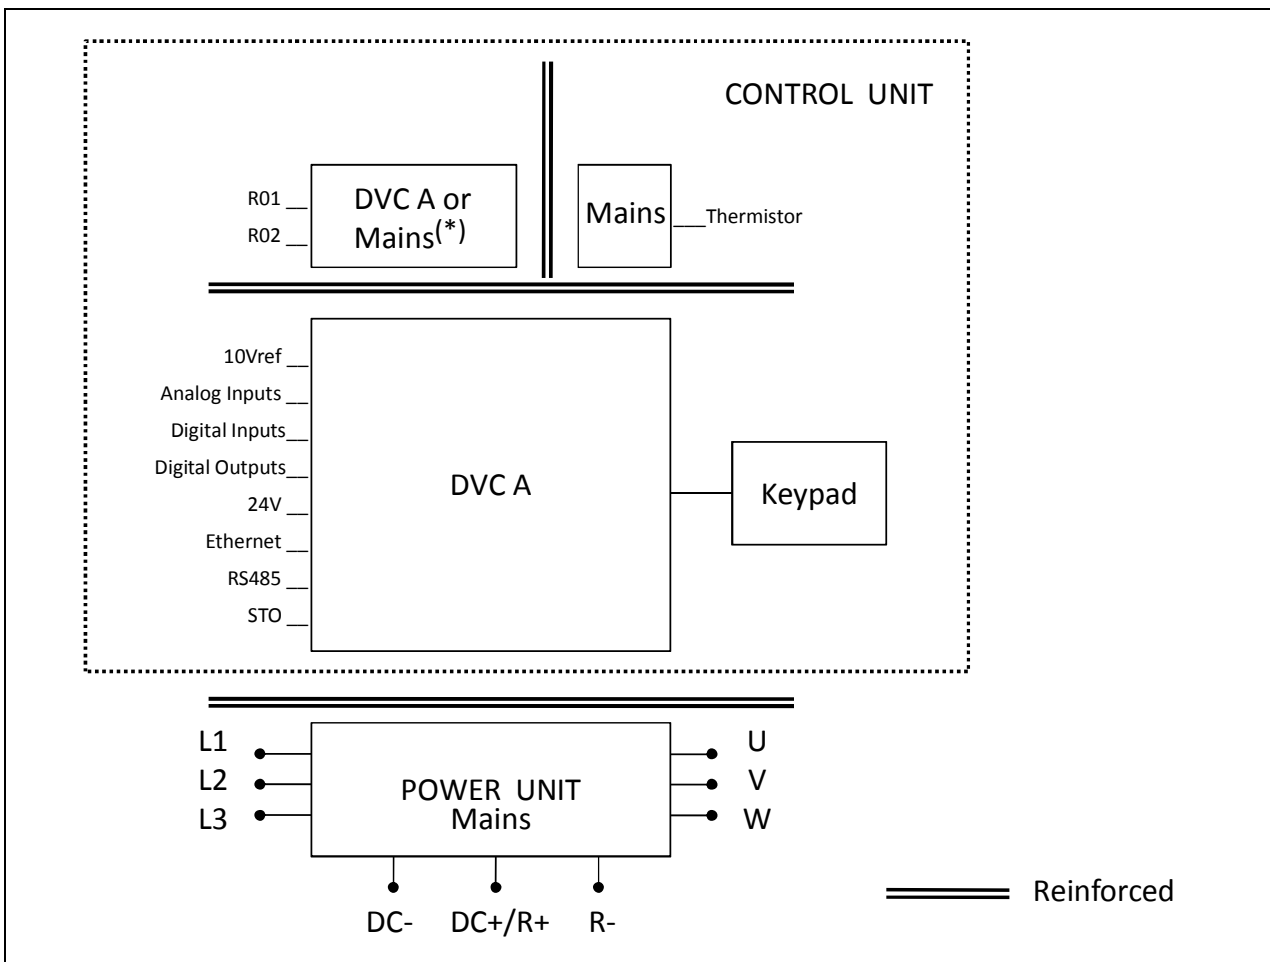 CONTROL UNIT
R01
R02
DVC A or
Mains(*)
Mains
Thermistor
10Vref
Analog Inputs
Digital Inputs
Digital Outputs
24V
Ethernet
RS485
STO
DVC A
Keypad
L1
L2
L3
POWER UNIT
Mains
U
V
W
DC-
DC+/R+
R-
Reinforced